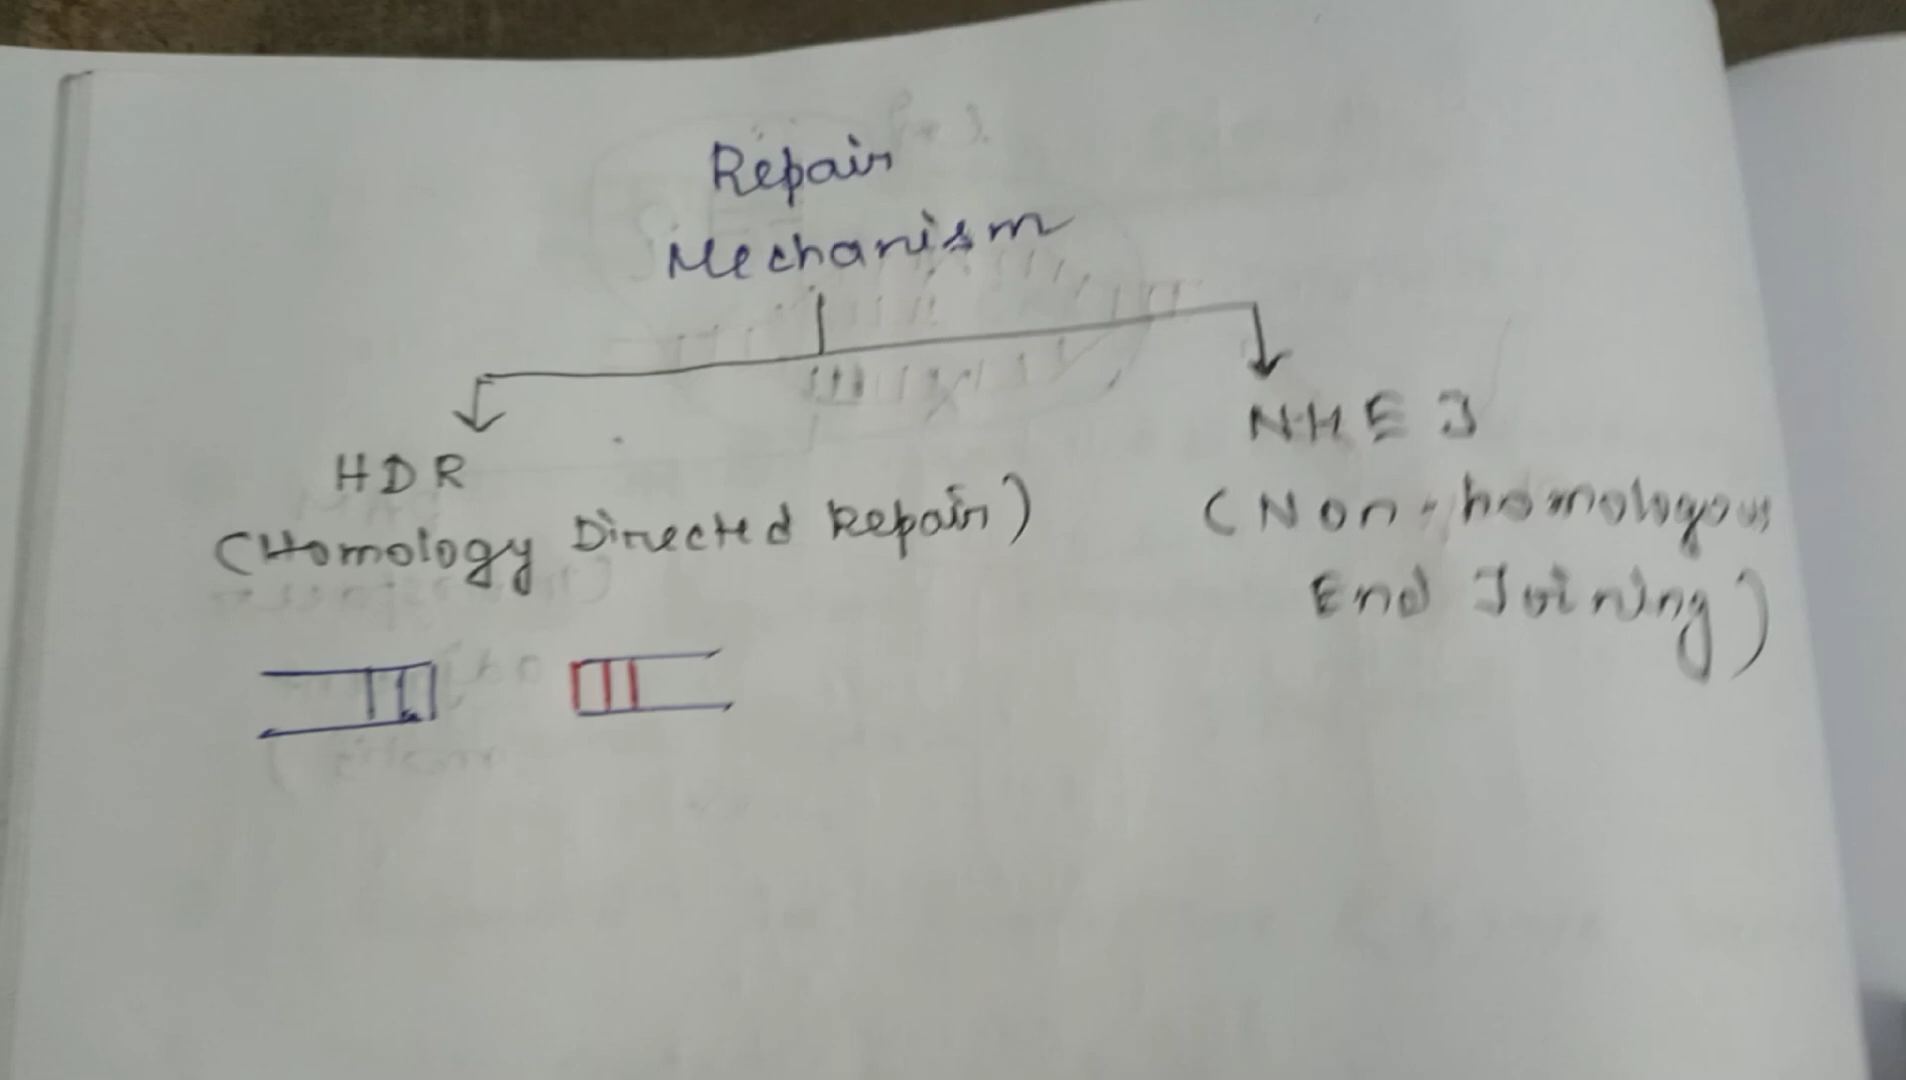 Repair
Mechanism
HDR
(Homology Directed Repair)
NHEJ
(Non-homologous
End Joining)